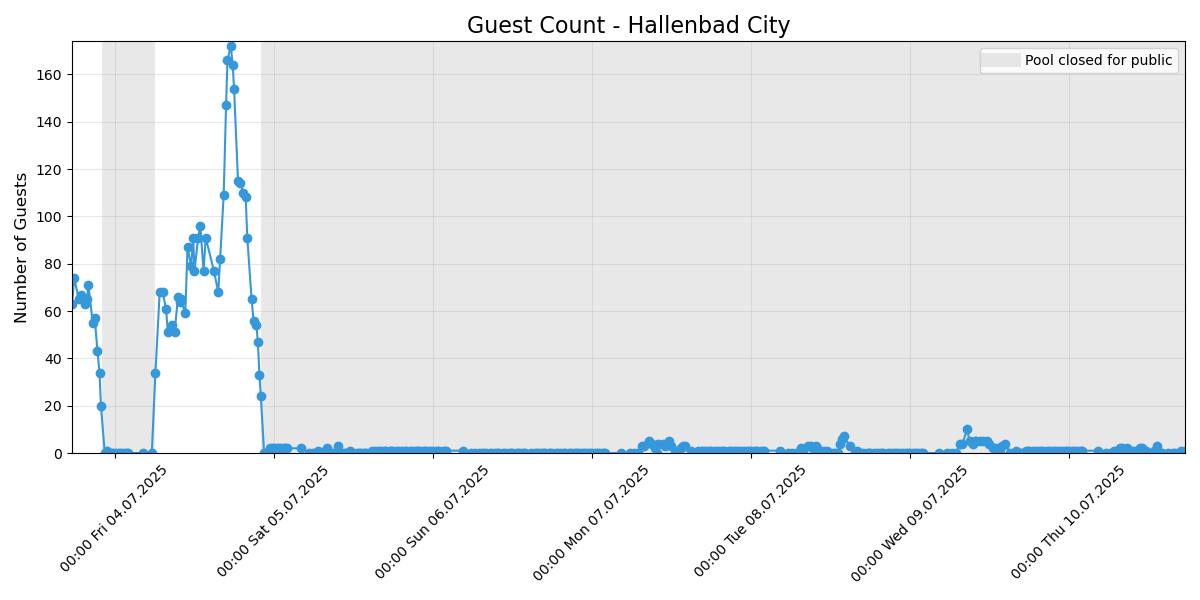 Guest Count - Hallenbad City
Pool closed for public
Number of Guests
160
140
120
100
80
60
40
20
0
00:00 Fri 04.07.2025
00:00 Sat 05.07.2025
00:00 Sun 06.07.2025
00:00 Mon 07.07.2025
00:00 Tue 08.07.2025
00:00 Wed 09.07.2025
00:00 Thu 10.07.2025